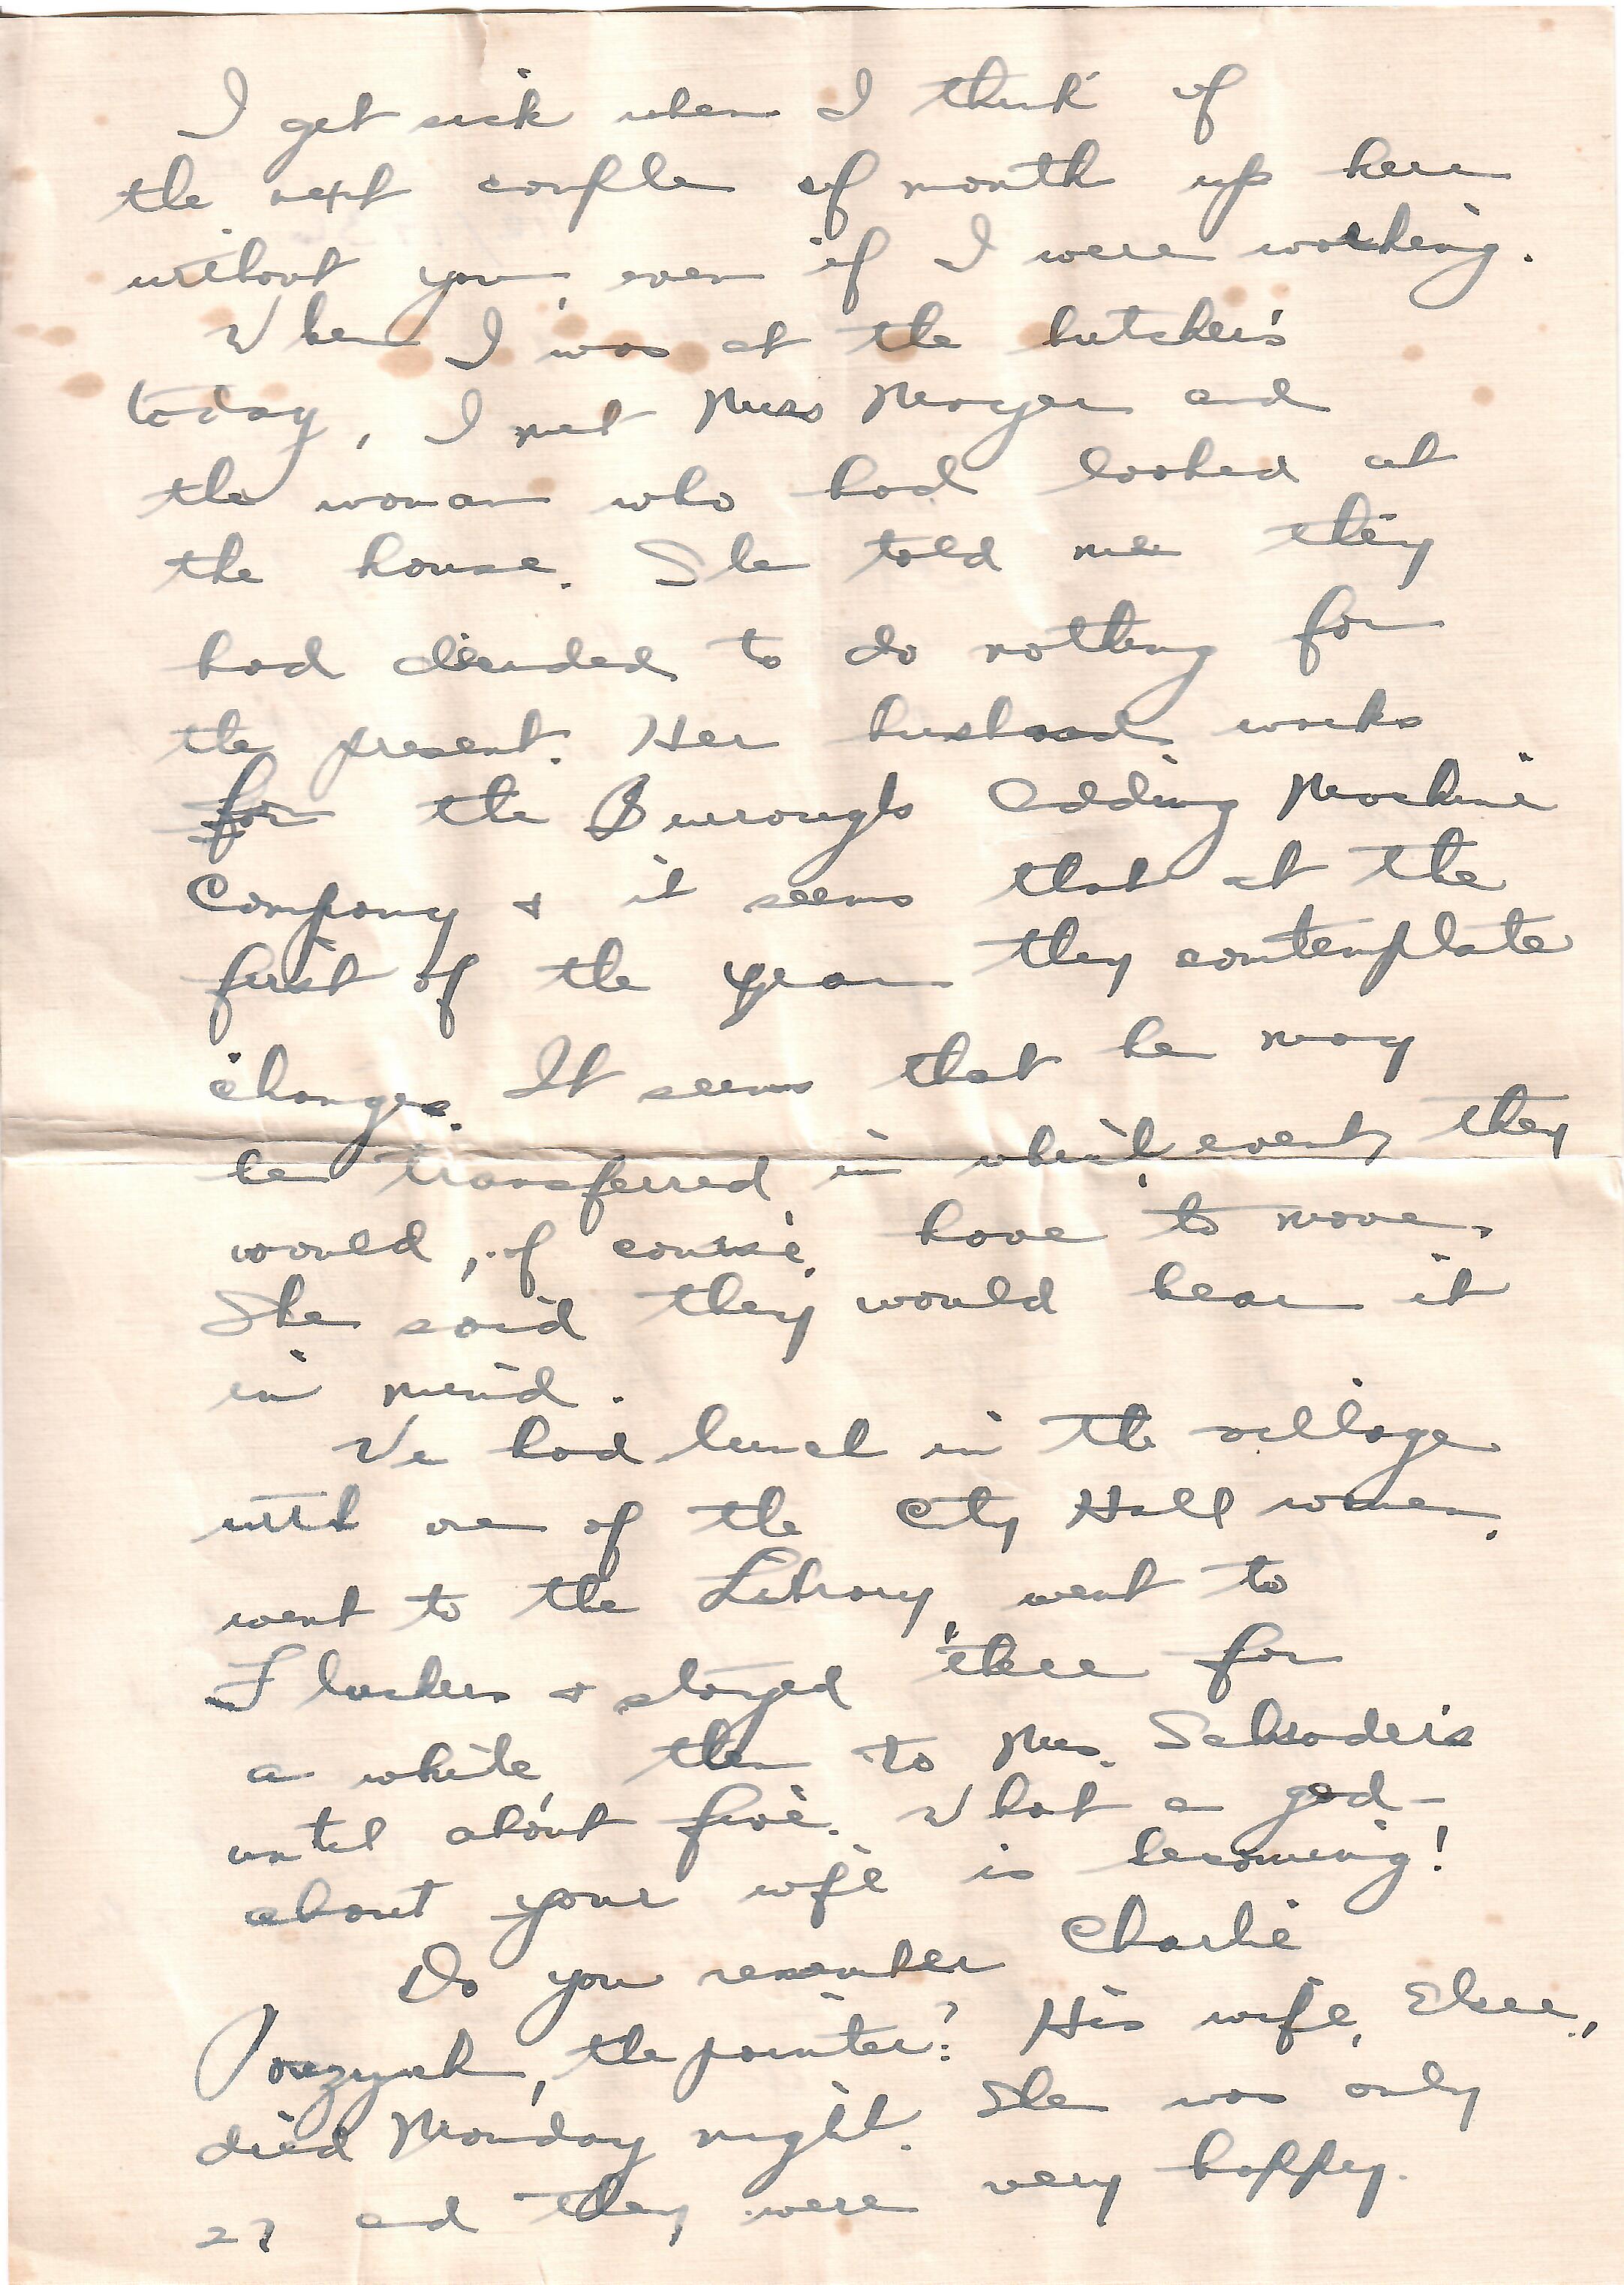 I get sick when I think of
the next couple of month up here
without you, even if I were working.
When I was at the butcher's
today, I met Miss Moyer and
the woman who had looked at
the house. She told me they
had decided to do nothing for
the present. Her husband works
for the Burroughs Adding Machine
Company + it seems that at the
first of the year they contemplate
changes. It seems that he may
be transferred in which event, they
would, of course, have to move.
She said they would bear it
in mind.
We had lunch in the village
with one of the City Hall women,
went to the Library, went to
+ stayed there for
a while, then to Mrs. Schroder's
until about five. What a gad-
about your wife is becoming!
Do you remember Charlie
the painter? His wife, Elsie,
died Monday night. She was only
27 and they were very happy.